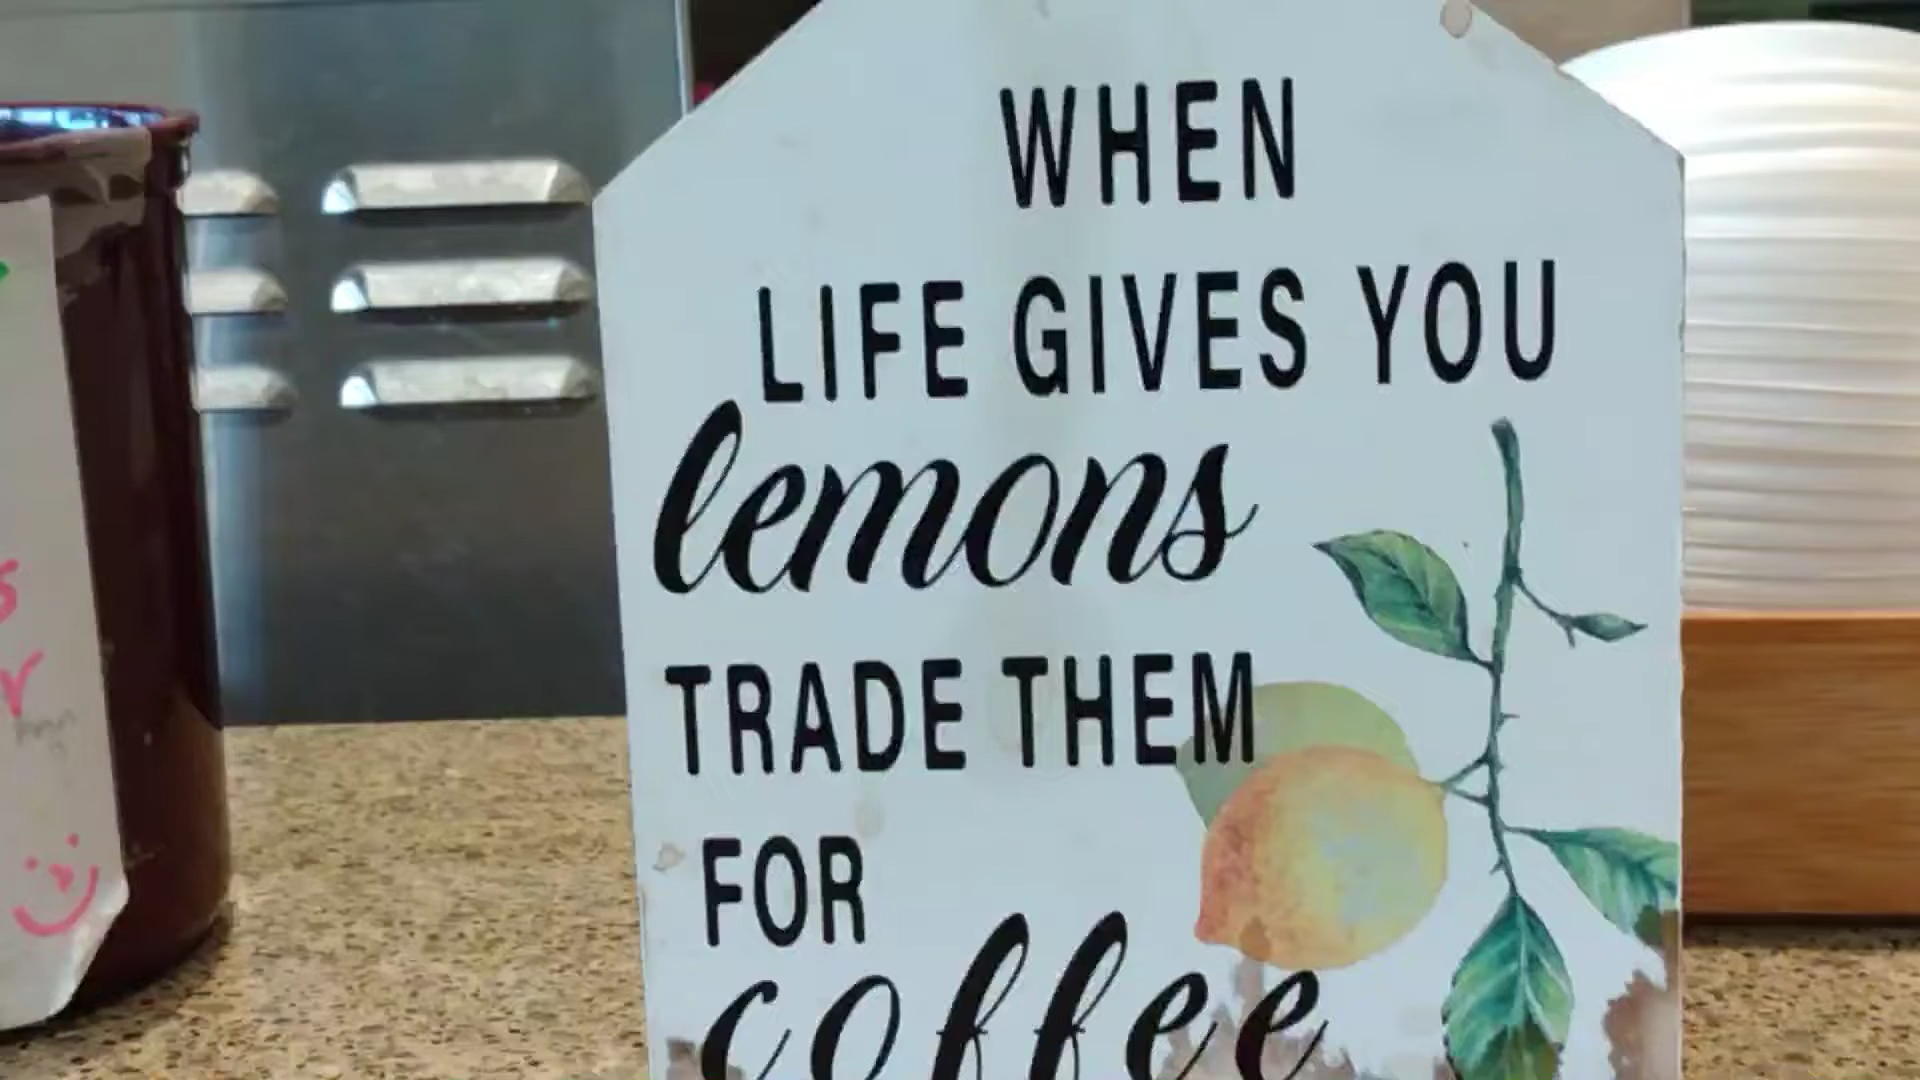 WHEN
LIFE GIVES YOU
lemons
TRADE THEM
FOR
coffee